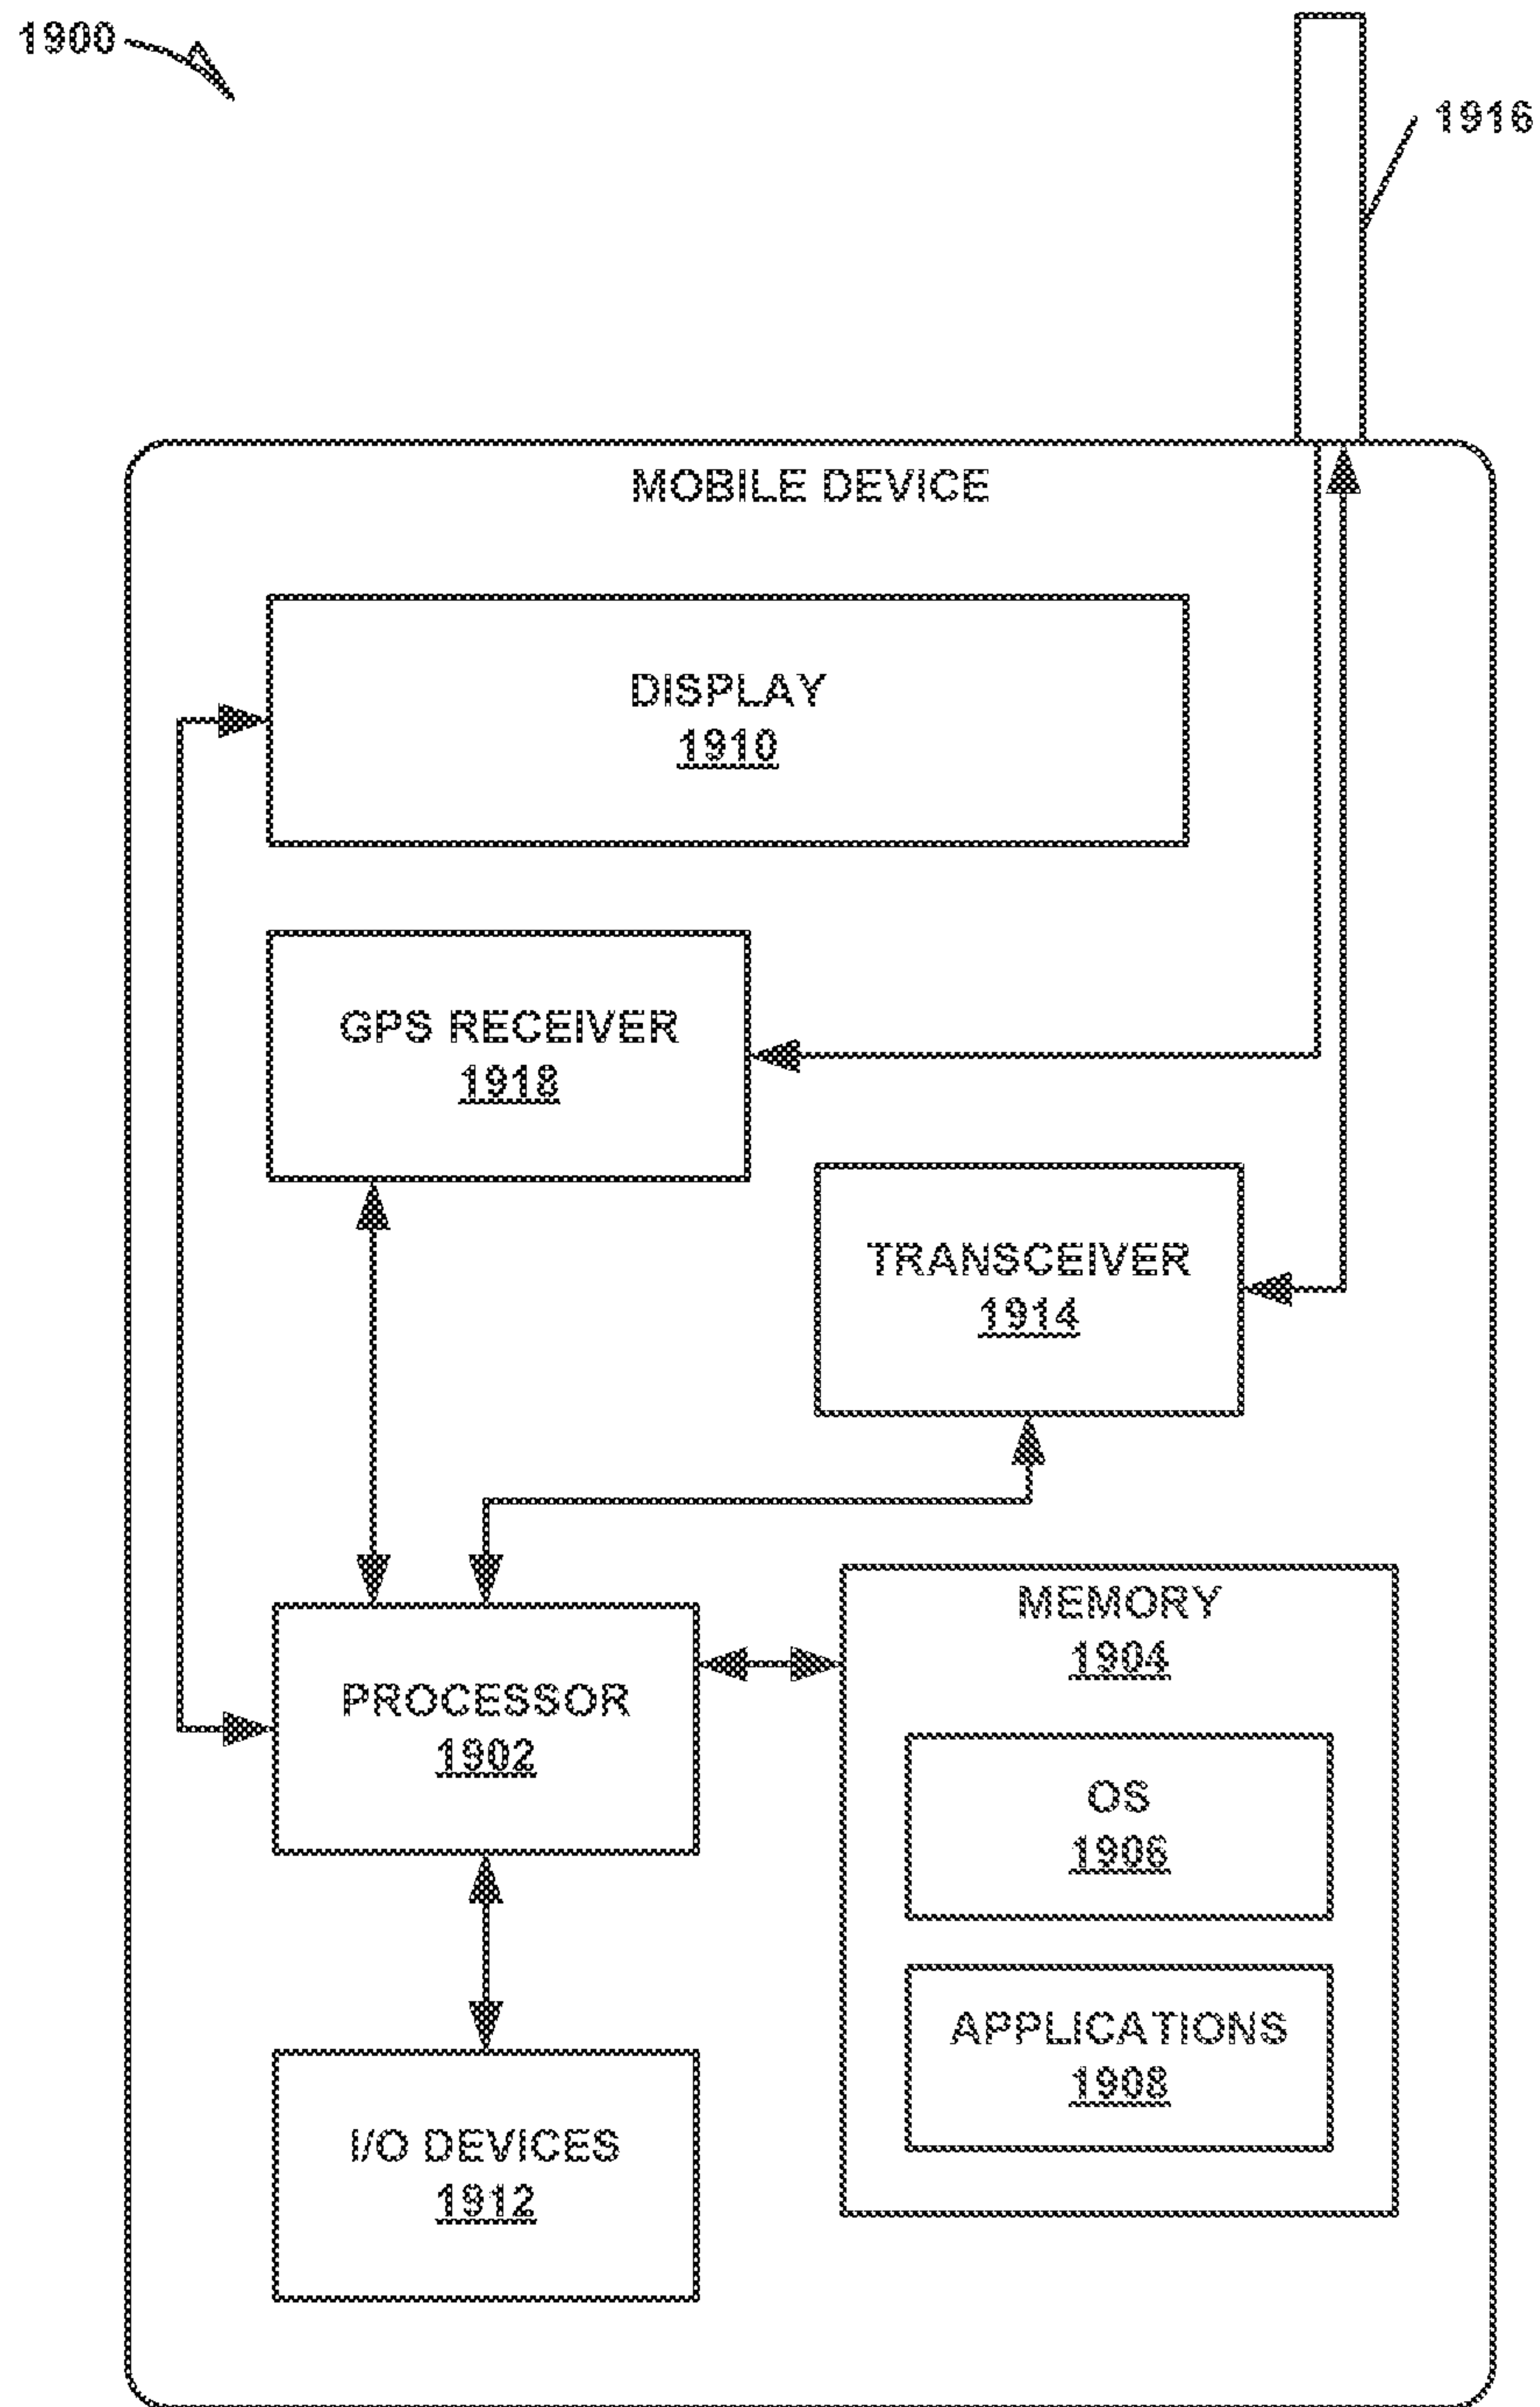 1900
1916
MOBILE DEVICE
DISPLAY
1910
GPS RECEIVER
1918
TRANSCEIVER
1914
MEMORY
1904
PROCESSOR
1902
OS
1906
APPLICATIONS
1908
I/O DEVICES
1912